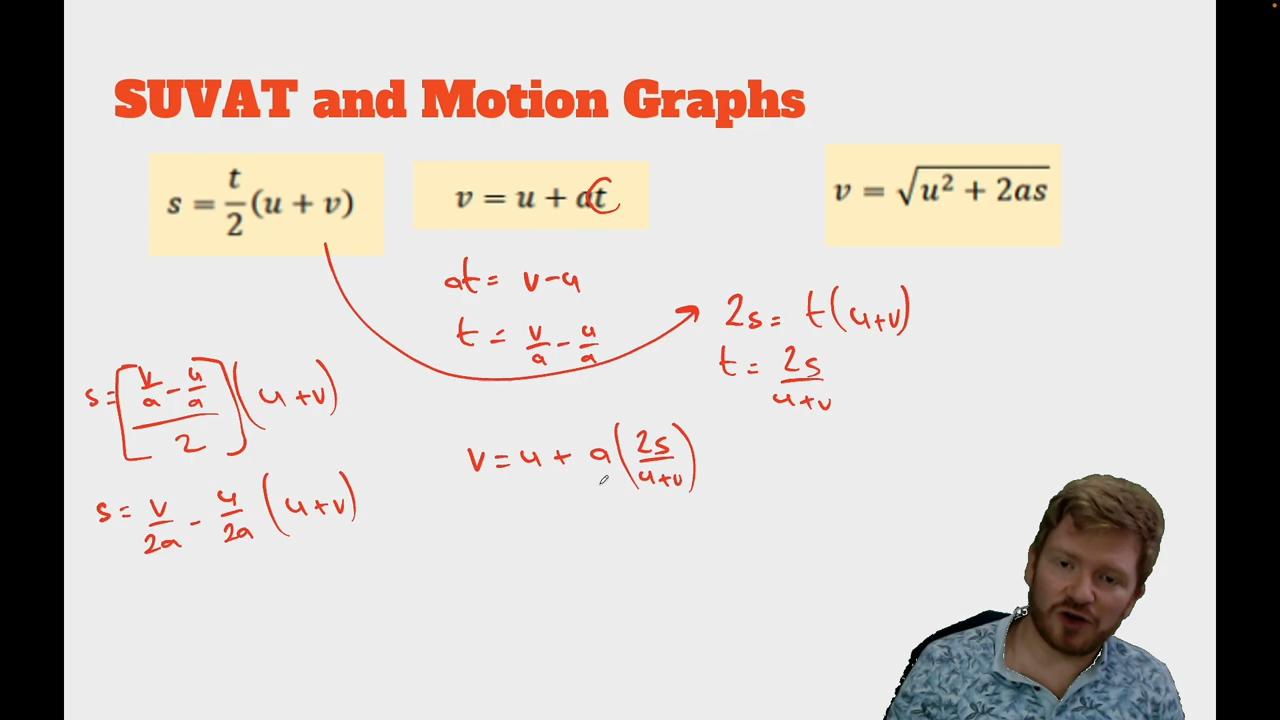 SUVAT and Motion Graphs
s = t/2 (u + v)
v = u + at
v = √(u² + 2as)
at = v - u
t = v/a - u/a
2s = t(u+v)
t = 2s/(u+v)
s = [(v/a - u/a)/2](u+v)
v = u + a(2s/(u+v))
s = v/2a - u/2a (u+v)